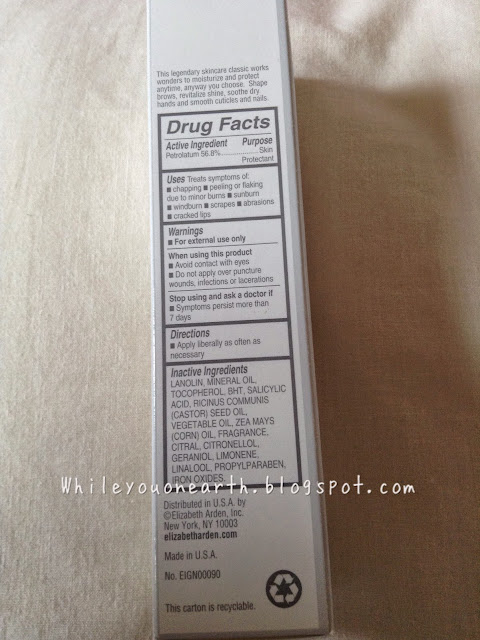 This legendary skincare classic works
wonders to moisturize and protect
anytime, anyway you choose. Shape
brows, revitalize shine, soothe dry
hands and smooth cuticles and nails.
Drug Facts
Active Ingredient Purpose
Petrolatum 56.8%..................Skin
Protectant
Uses Treats symptoms of:
■ chapping ■ peeling or flaking
due to minor burns ■ sunburn
■ windburn ■ scrapes ■ abrasions
■ cracked lips
Warnings
■ For external use only
When using this product
■ Avoid contact with eyes
■ Do not apply over puncture
wounds, infections or lacerations
Stop using and ask a doctor if
■ Symptoms persist more than
7 days
Directions
■ Apply liberally as often as
necessary
Inactive Ingredients
LANOLIN, MINERAL OIL,
TOCOPHEROL, BHT, SALICYLIC
ACID, RICINUS COMMUNIS
(CASTOR) SEED OIL,
VEGETABLE OIL, ZEA MAYS
(CORN) OIL, FRAGRANCE,
CITRAL, CITRONELLOL,
GERANIOL, LIMONENE,
LINALOOL, PROPYLPARABEN,
IRON OXIDES
Whileyouonearth.blogspot.com
Distributed in U.S.A. by
©Elizabeth Arden, Inc.
New York, NY 10003
elizabetharden.com
Made in U.S.A.
No. EIGN00090
This carton is recyclable.